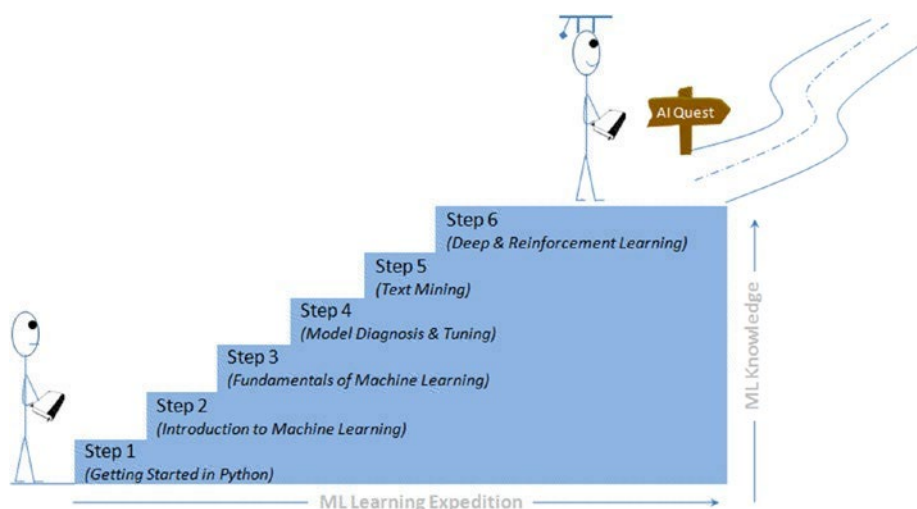 AI Quest
Step 6
(Deep & Reinforcement Learning)
Step 5
(Text Mining)
Step 4
(Model Diagnosis & Tuning)
Step 3
(Fundamentals of Machine Learning)
Step 2
(Introduction to Machine Learning)
Step 1
(Getting Started in Python)
ML Knowledge
ML Learning Expedition